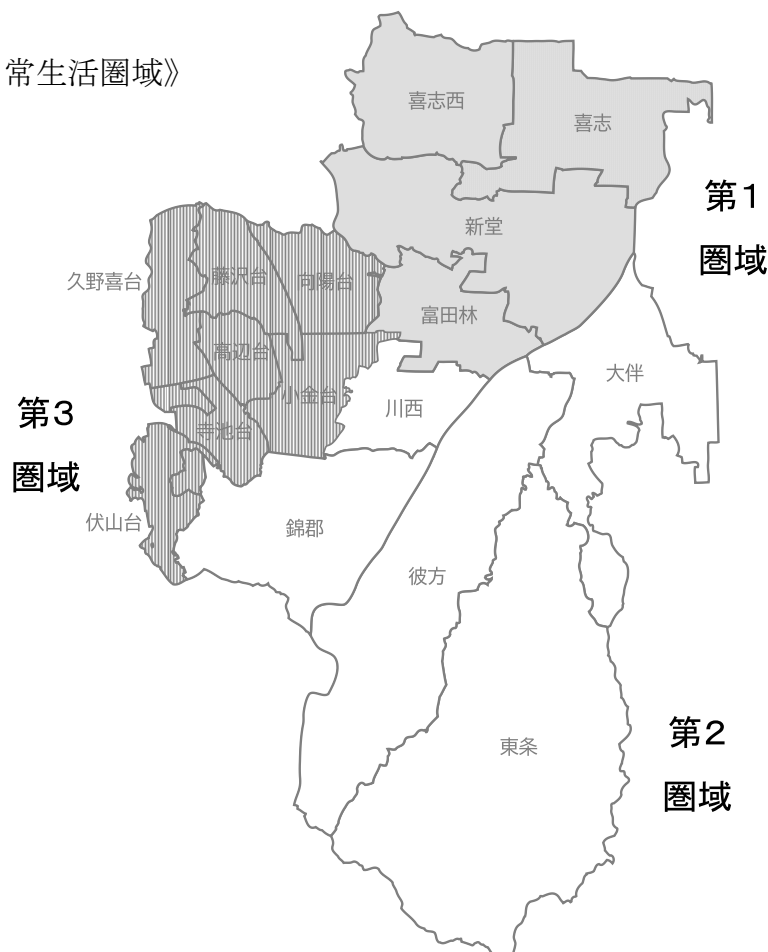 常生活圏域》
喜志西
喜志
第1
圏域
新堂
久野喜台
藤沢台
向陽台
富田林
高辺台
大伴
小金台
川西
第3
圏域
寺池台
伏山台
錦郡
彼方
第2
圏域
東条